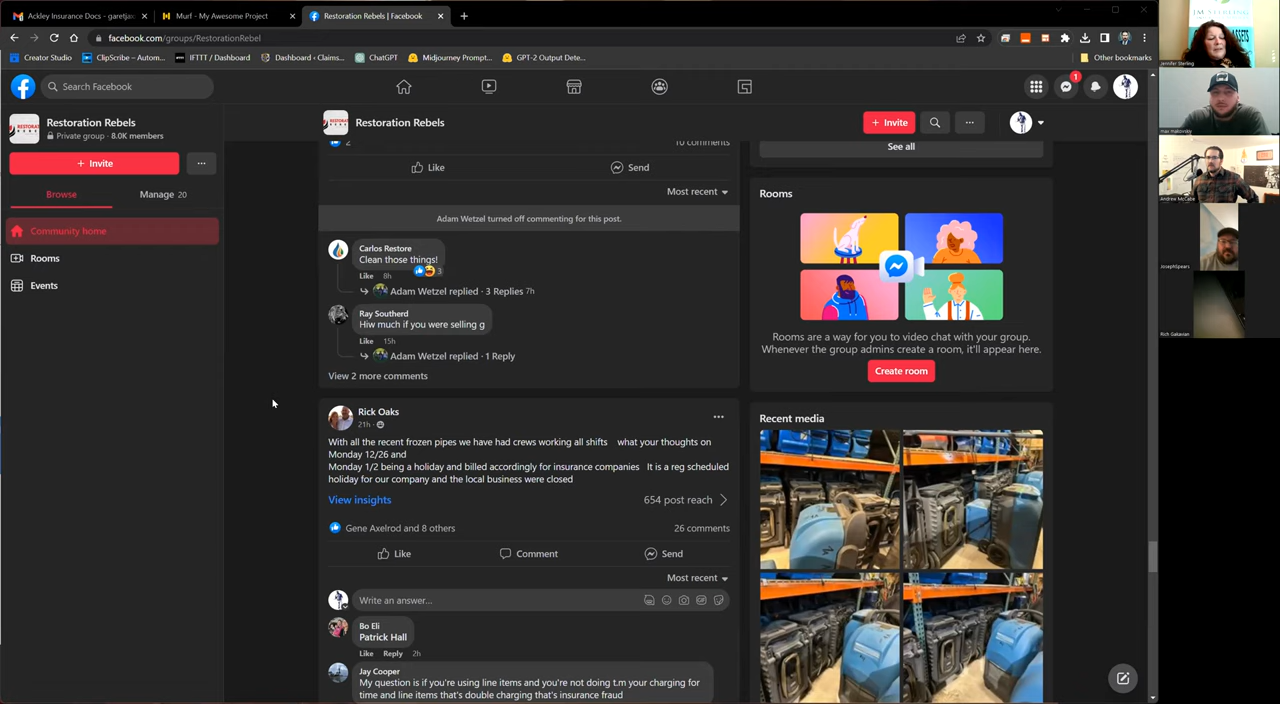 Ackley Insurance Docs - garetjax
Murf - My Awesome Project
Restoration Rebels | Facebook
facebook.com/groups/RestorationRebel
Creator Studio
ClipScribe – Autom...
IFTTT / Dashboard
Dashboard - Claims...
ChatGPT
Midjourney Prompt...
GPT-2 Output Dete...
Other bookmarks
Search Facebook
1
Restoration Rebels
Private group · 8.0K members
+ Invite
...
Browse
Manage 20
Community home
Rooms
Events
Restoration Rebels
+ Invite
...
2
10 comments
Like
Send
Most recent
Adam Wetzel turned off commenting for this post.
Carlos Restore
Clean those things!
3
Like 8h
Adam Wetzel replied · 3 Replies 7h
Ray Southerd
Hiw much if you were selling g
Like 15h
Adam Wetzel replied · 1 Reply
View 2 more comments
Rick Oaks
21h ·
With all the recent frozen pipes we have had crews working all shifts what your thoughts on
Monday 12/26 and
Monday 1/2 being a holiday and billed accordingly for insurance companies It is a reg scheduled
holiday for our company and the local business were closed
View insights
654 post reach
Gene Axelrod and 8 others
26 comments
Like
Comment
Send
Most recent
Write an answer...
Bo Eli
Patrick Hall
Like Reply 2h
Jay Cooper
My question is if you're using line items and you're not doing t.m your charging for
time and line items that's double charging that's insurance fraud
See all
Rooms
Rooms are a way for you to video chat with your group.
Whenever the group admins create a room, it'll appear here.
Create room
Recent media
JM STERLING
ASSETS
Jennifer Sterling
Andrew McCabe
JosephSpears